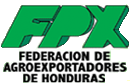 FPX
FEDERACION DE
AGROEXPORTADORES
DE HONDURAS